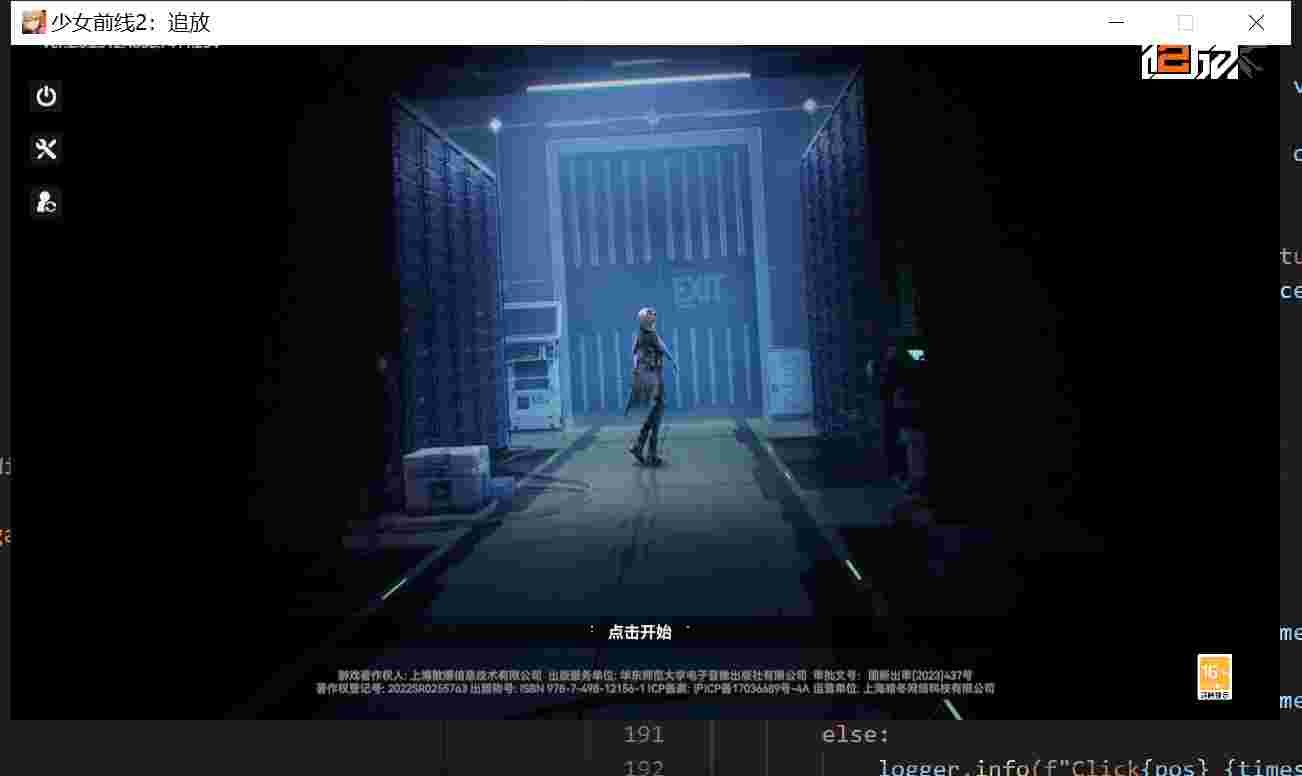 少女前线2：追放
EXIT
点击开始
游戏著作权人: 上海散爆信息技术有限公司 出版服务单位: 华东师范大学电子音像出版社有限公司 审批文号: 国新出审[2023]437号
著作权登记号: 2022SR0255763 出版物号: ISBN 978-7-498-12156-1 ICP备案: 沪ICP备17036689号-4A 运营单位: 上海暗冬网络科技有限公司
16+
191
else:
192
logger.info(f"Click{pos} {times